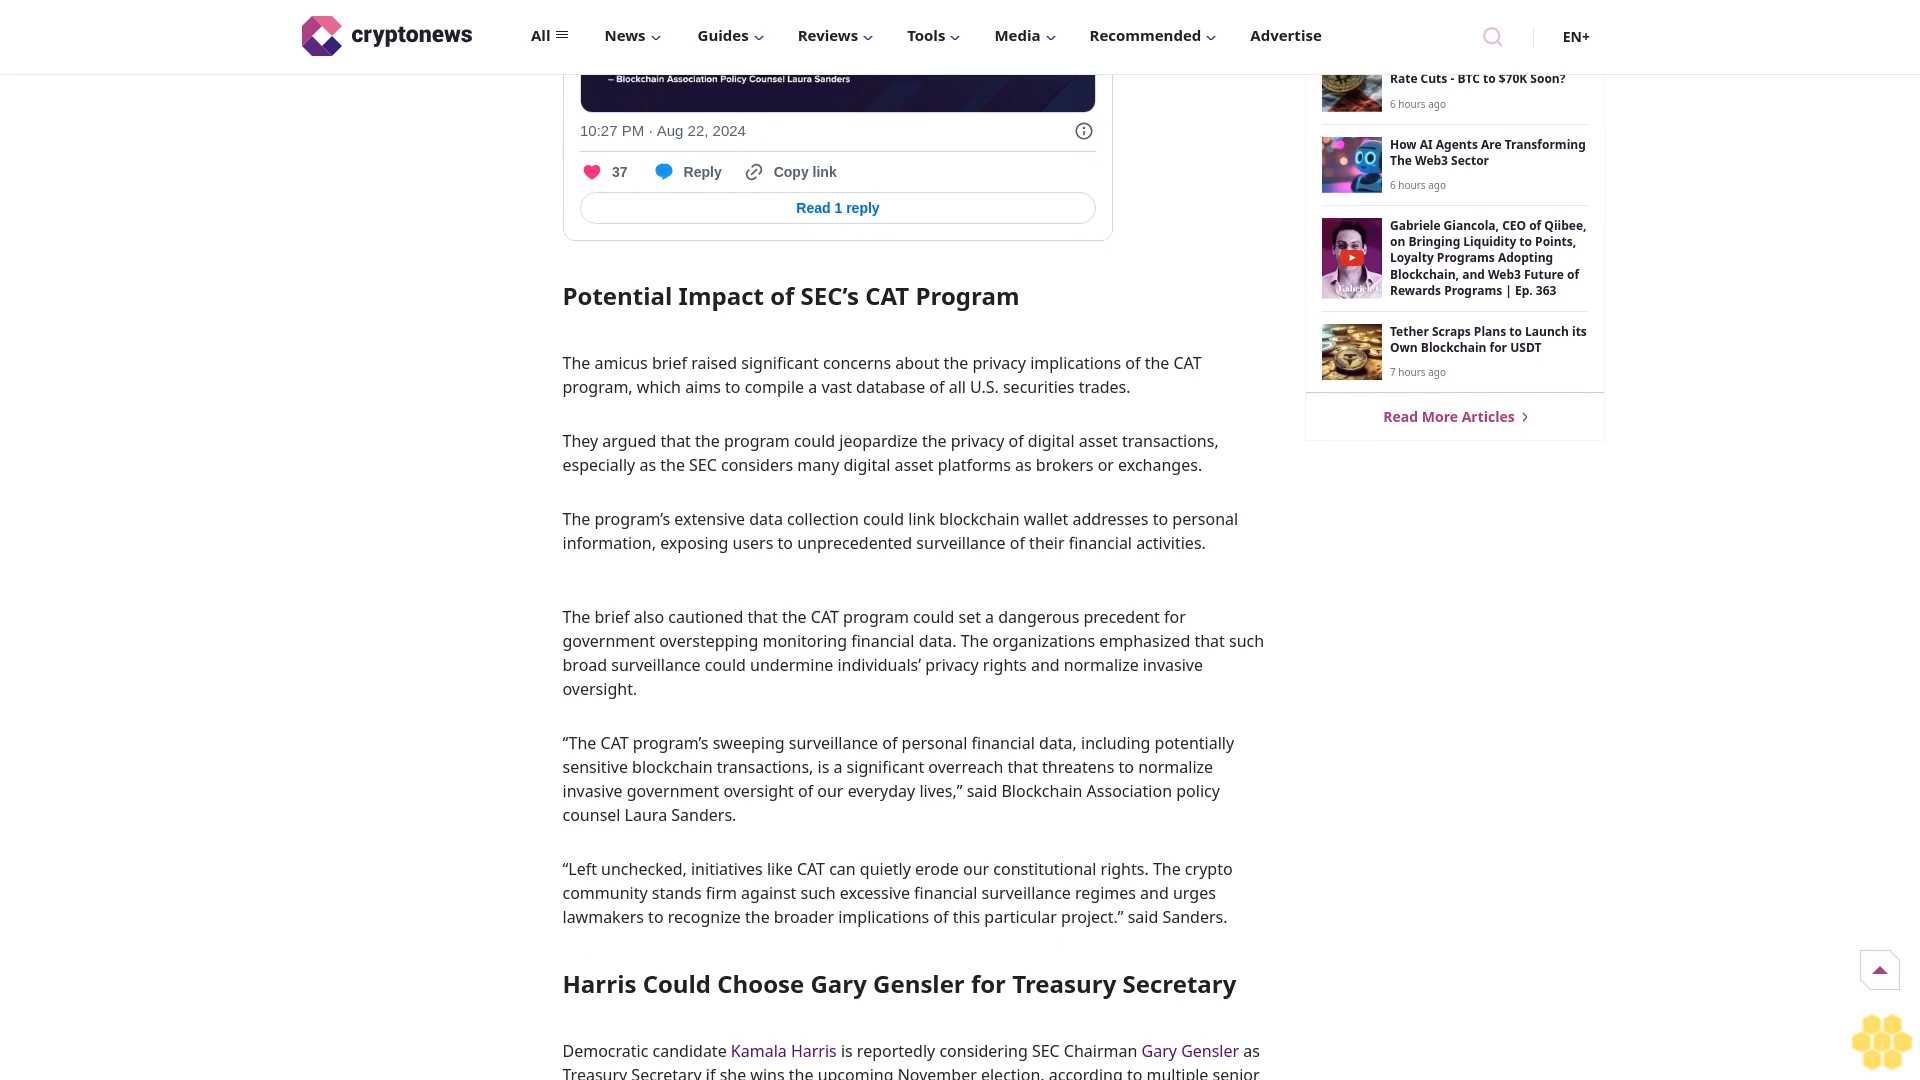 cryptonews
All
News
Guides
Reviews
Tools
Media
Recommended
Advertise
EN+
– Blockchain Association Policy Counsel Laura Sanders
10:27 PM · Aug 22, 2024
37
Reply
Copy link
Read 1 reply
Potential Impact of SEC’s CAT Program
The amicus brief raised significant concerns about the privacy implications of the CAT
program, which aims to compile a vast database of all U.S. securities trades.
They argued that the program could jeopardize the privacy of digital asset transactions,
especially as the SEC considers many digital asset platforms as brokers or exchanges.
The program’s extensive data collection could link blockchain wallet addresses to personal
information, exposing users to unprecedented surveillance of their financial activities.
The brief also cautioned that the CAT program could set a dangerous precedent for
government overstepping monitoring financial data. The organizations emphasized that such
broad surveillance could undermine individuals’ privacy rights and normalize invasive
oversight.
“The CAT program’s sweeping surveillance of personal financial data, including potentially
sensitive blockchain transactions, is a significant overreach that threatens to normalize
invasive government oversight of our everyday lives,” said Blockchain Association policy
counsel Laura Sanders.
“Left unchecked, initiatives like CAT can quietly erode our constitutional rights. The crypto
community stands firm against such excessive financial surveillance regimes and urges
lawmakers to recognize the broader implications of this particular project.” said Sanders.
Harris Could Choose Gary Gensler for Treasury Secretary
Democratic candidate Kamala Harris is reportedly considering SEC Chairman Gary Gensler as
Treasury Secretary if she wins the upcoming November election, according to multiple senior
Rate Cuts - BTC to $70K Soon?
6 hours ago
How AI Agents Are Transforming
The Web3 Sector
6 hours ago
Gabriele Giancola, CEO of Qiibee,
on Bringing Liquidity to Points,
Loyalty Programs Adopting
Blockchain, and Web3 Future of
Rewards Programs | Ep. 363
Tether Scraps Plans to Launch its
Own Blockchain for USDT
7 hours ago
Read More Articles